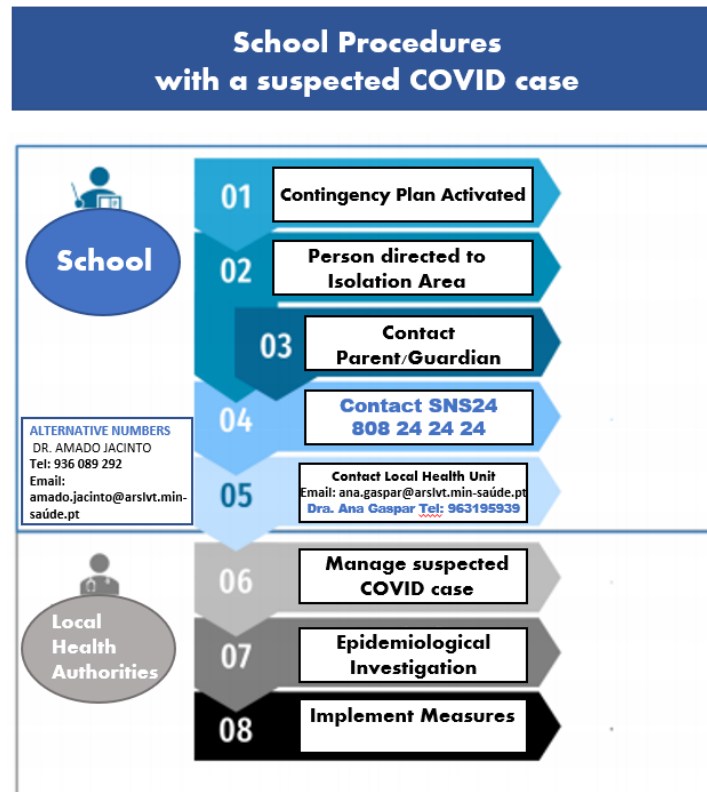 School Procedures
with a suspected COVID case
School
01
Contingency Plan Activated
02
Person directed to
Isolation Area
03
Contact
Parent/Guardian
04
Contact SNS24
808 24 24 24
ALTERNATIVE NUMBERS
DR. AMADO JACINTO
Tel: 936 089 292
Email:
amado.jacinto@arslvt.min-
saúde.pt
05
Contact Local Health Unit
Email: ana.gaspar@arslvt.min-saúde.pt
Dra. Ana Gaspar Tel: 963195939
Local
Health
Authorities
06
Manage suspected
COVID case
07
Epidemiological
Investigation
08
Implement Measures